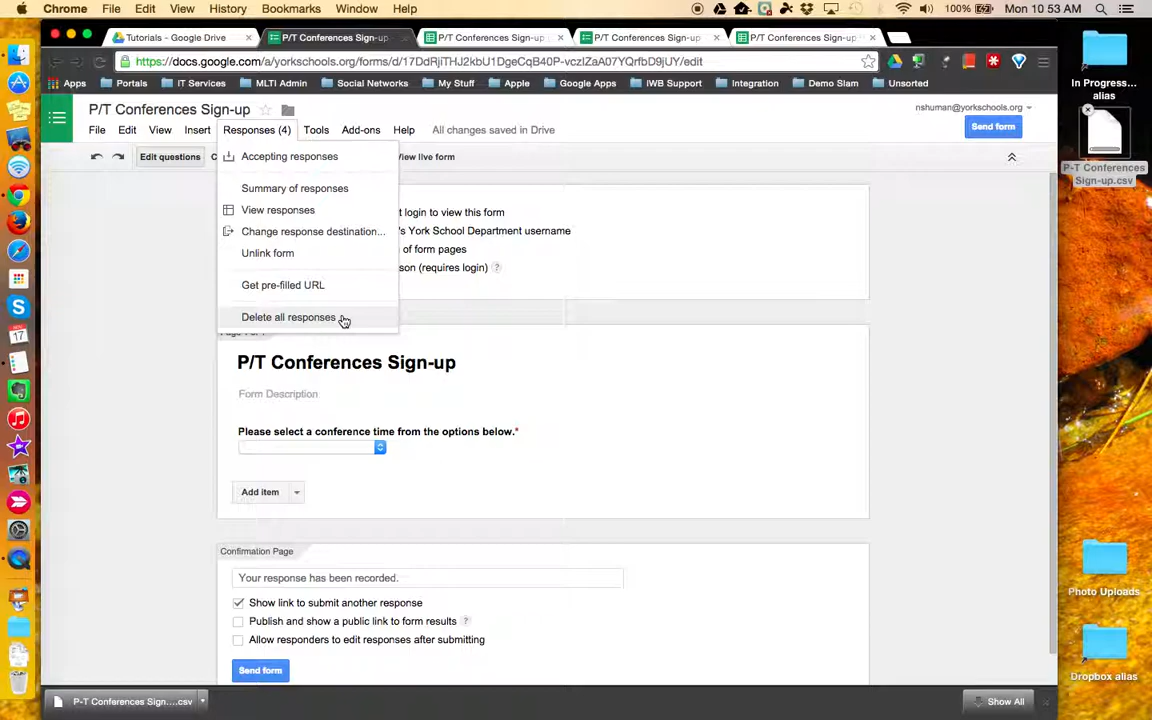 Chrome File Edit View History Bookmarks Window Help 100% Mon 10:53 AM
Tutorials - Google Drive P/T Conferences Sign-up P/T Conferences Sign-up P/T Conferences Sign-up P/T Conferences Sign-up
https://docs.google.com/a/yorkschools.org/forms/d/17DdRjiTHJ2kbU1DgeCqB40P-vczIZaA07YQrfbD9jUY/edit
Apps Portals IT Services MLTI Admin Social Networks My Stuff Apple Google Apps IWB Support Integration Demo Slam Unsorted
In Progress...
alias
P/T Conferences Sign-up
nshuman@yorkschools.org
File Edit View Insert Responses (4) Tools Add-ons Help All changes saved in Drive
Send form
Edit questions
View live form
Accepting responses
Summary of responses
View responses
Change response destination...
Unlink form
Get pre-filled URL
Delete all responses
t login to view this form
's York School Department username
of form pages
son (requires login) ?
P-T Conferences
Sign-up.csv
P/T Conferences Sign-up
Form Description
Please select a conference time from the options below.*
Add item
Confirmation Page
Your response has been recorded.
Show link to submit another response
Publish and show a public link to form results ?
Allow responders to edit responses after submitting
Send form
Photo Uploads
Dropbox alias
P-T Conferences Sign....csv
Show All